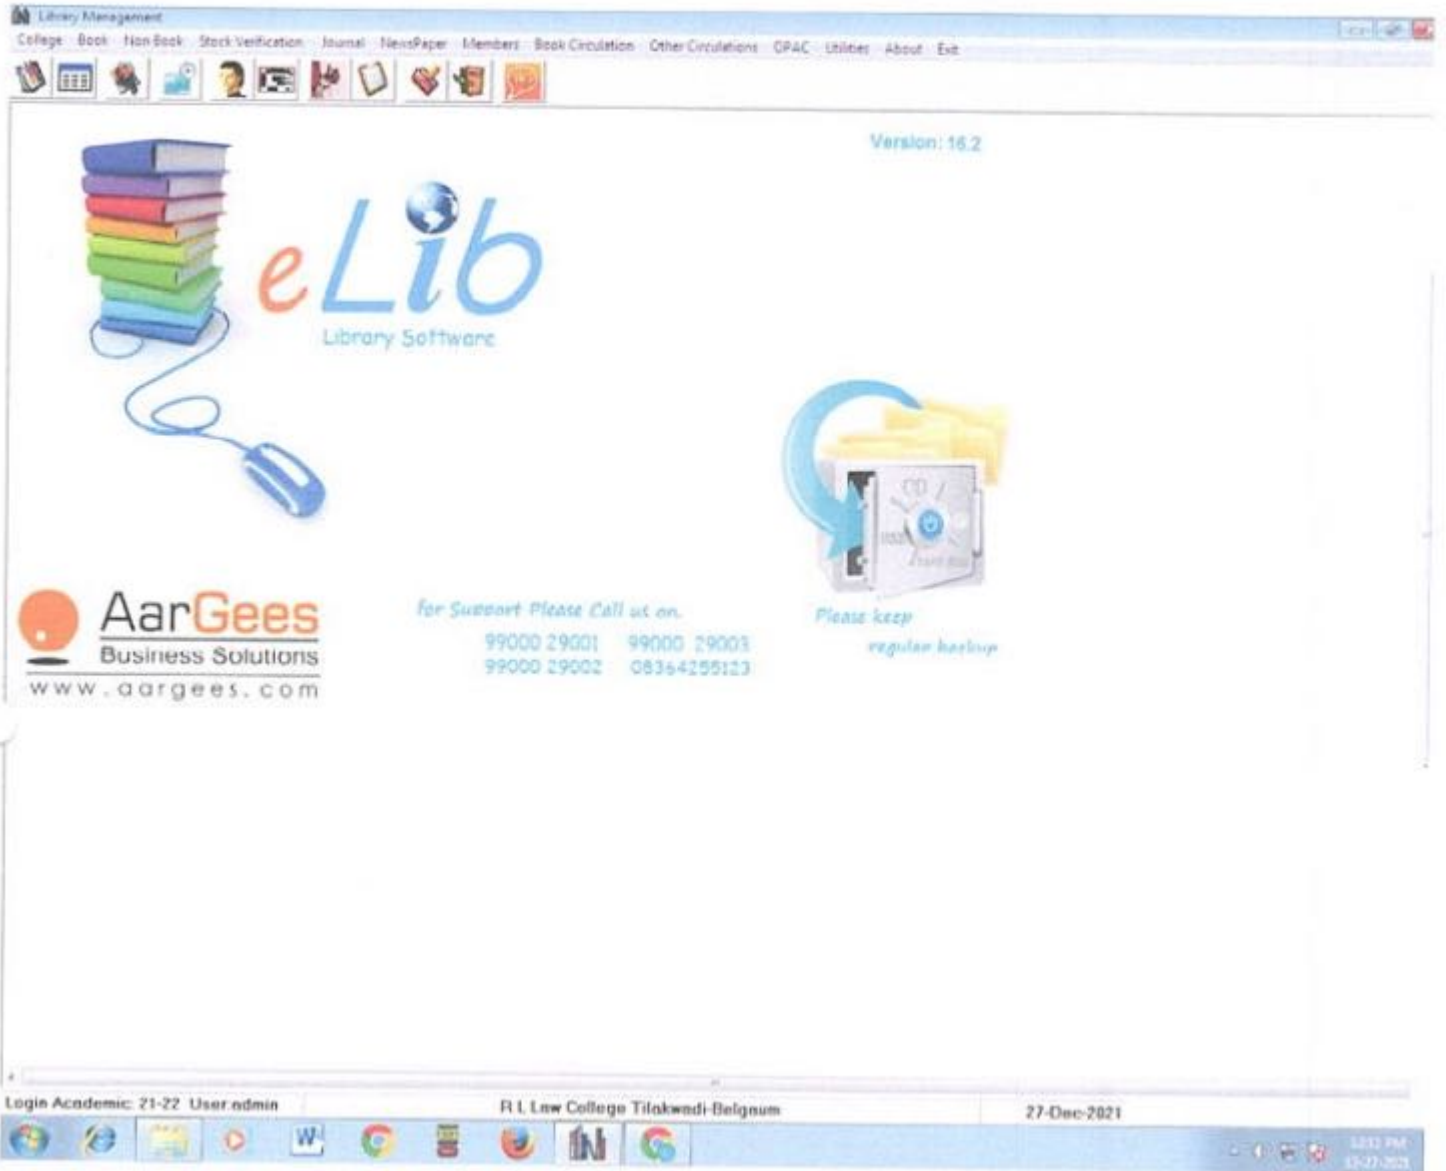 Library Management
College Book Non Book Stock Verification Journal NewsPaper Members Book Circulation Other Circulations OPAC Utilities About Exit
Version: 16.2
eLib
Library Software
CD
AarGees
Business Solutions
www.aargees.com
for Support Please Call us on.
99000 29001 99000 29003
99000 29002 08364255123
Please keep
regular backup
Login Academic: 21-22 User:admin
R L Law College Tilakwadi-Belgaum
27-Dec-2021